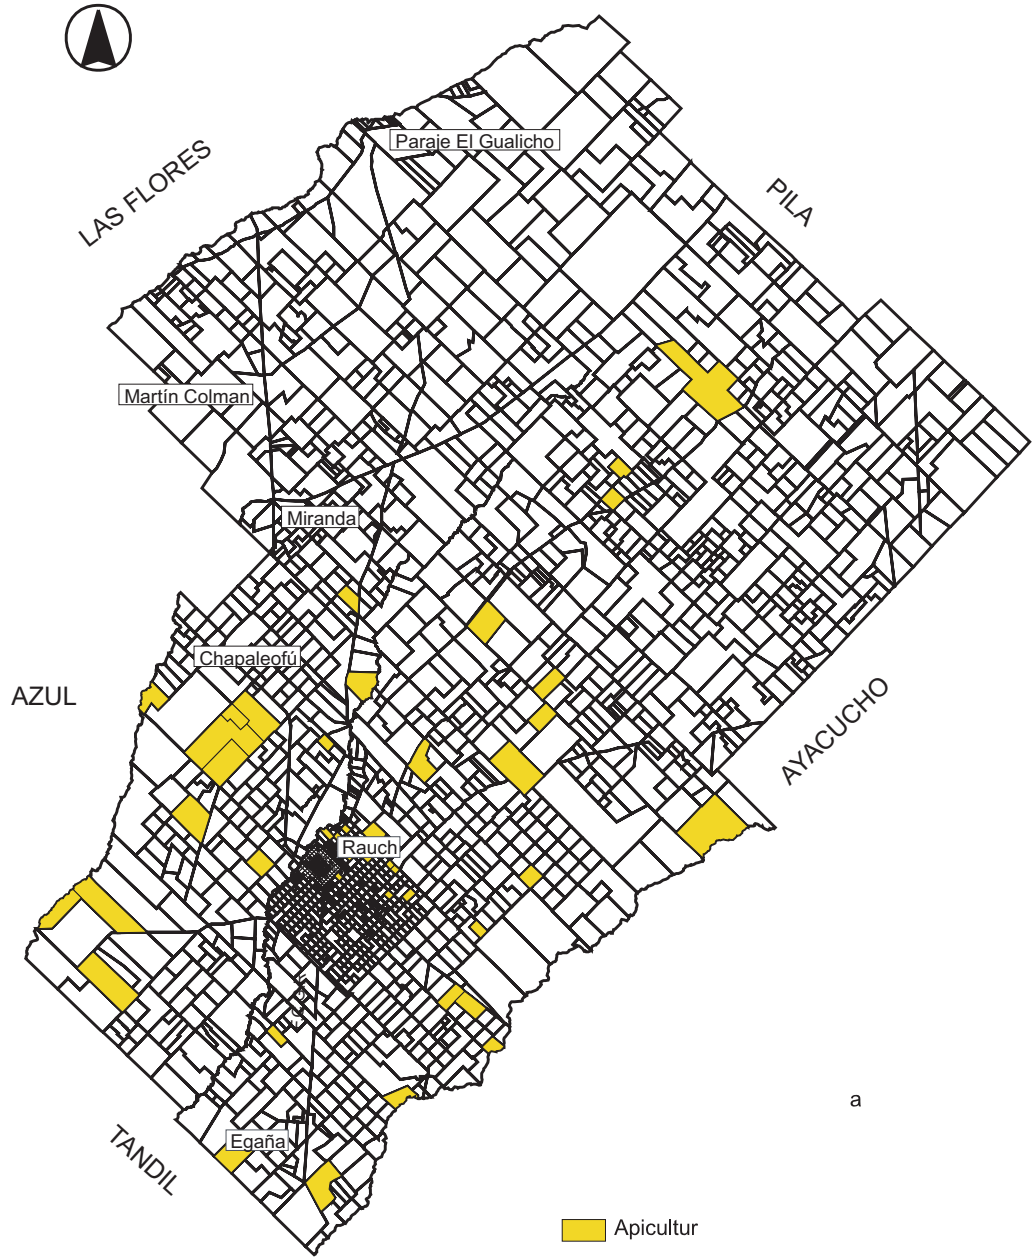 Paraje El Gualicho
LAS FLORES
PILA
Martín Colman
Miranda
Chapaleofú
AZUL
AYACUCHO
Rauch
a
Egaña
TANDIL
Apicultur